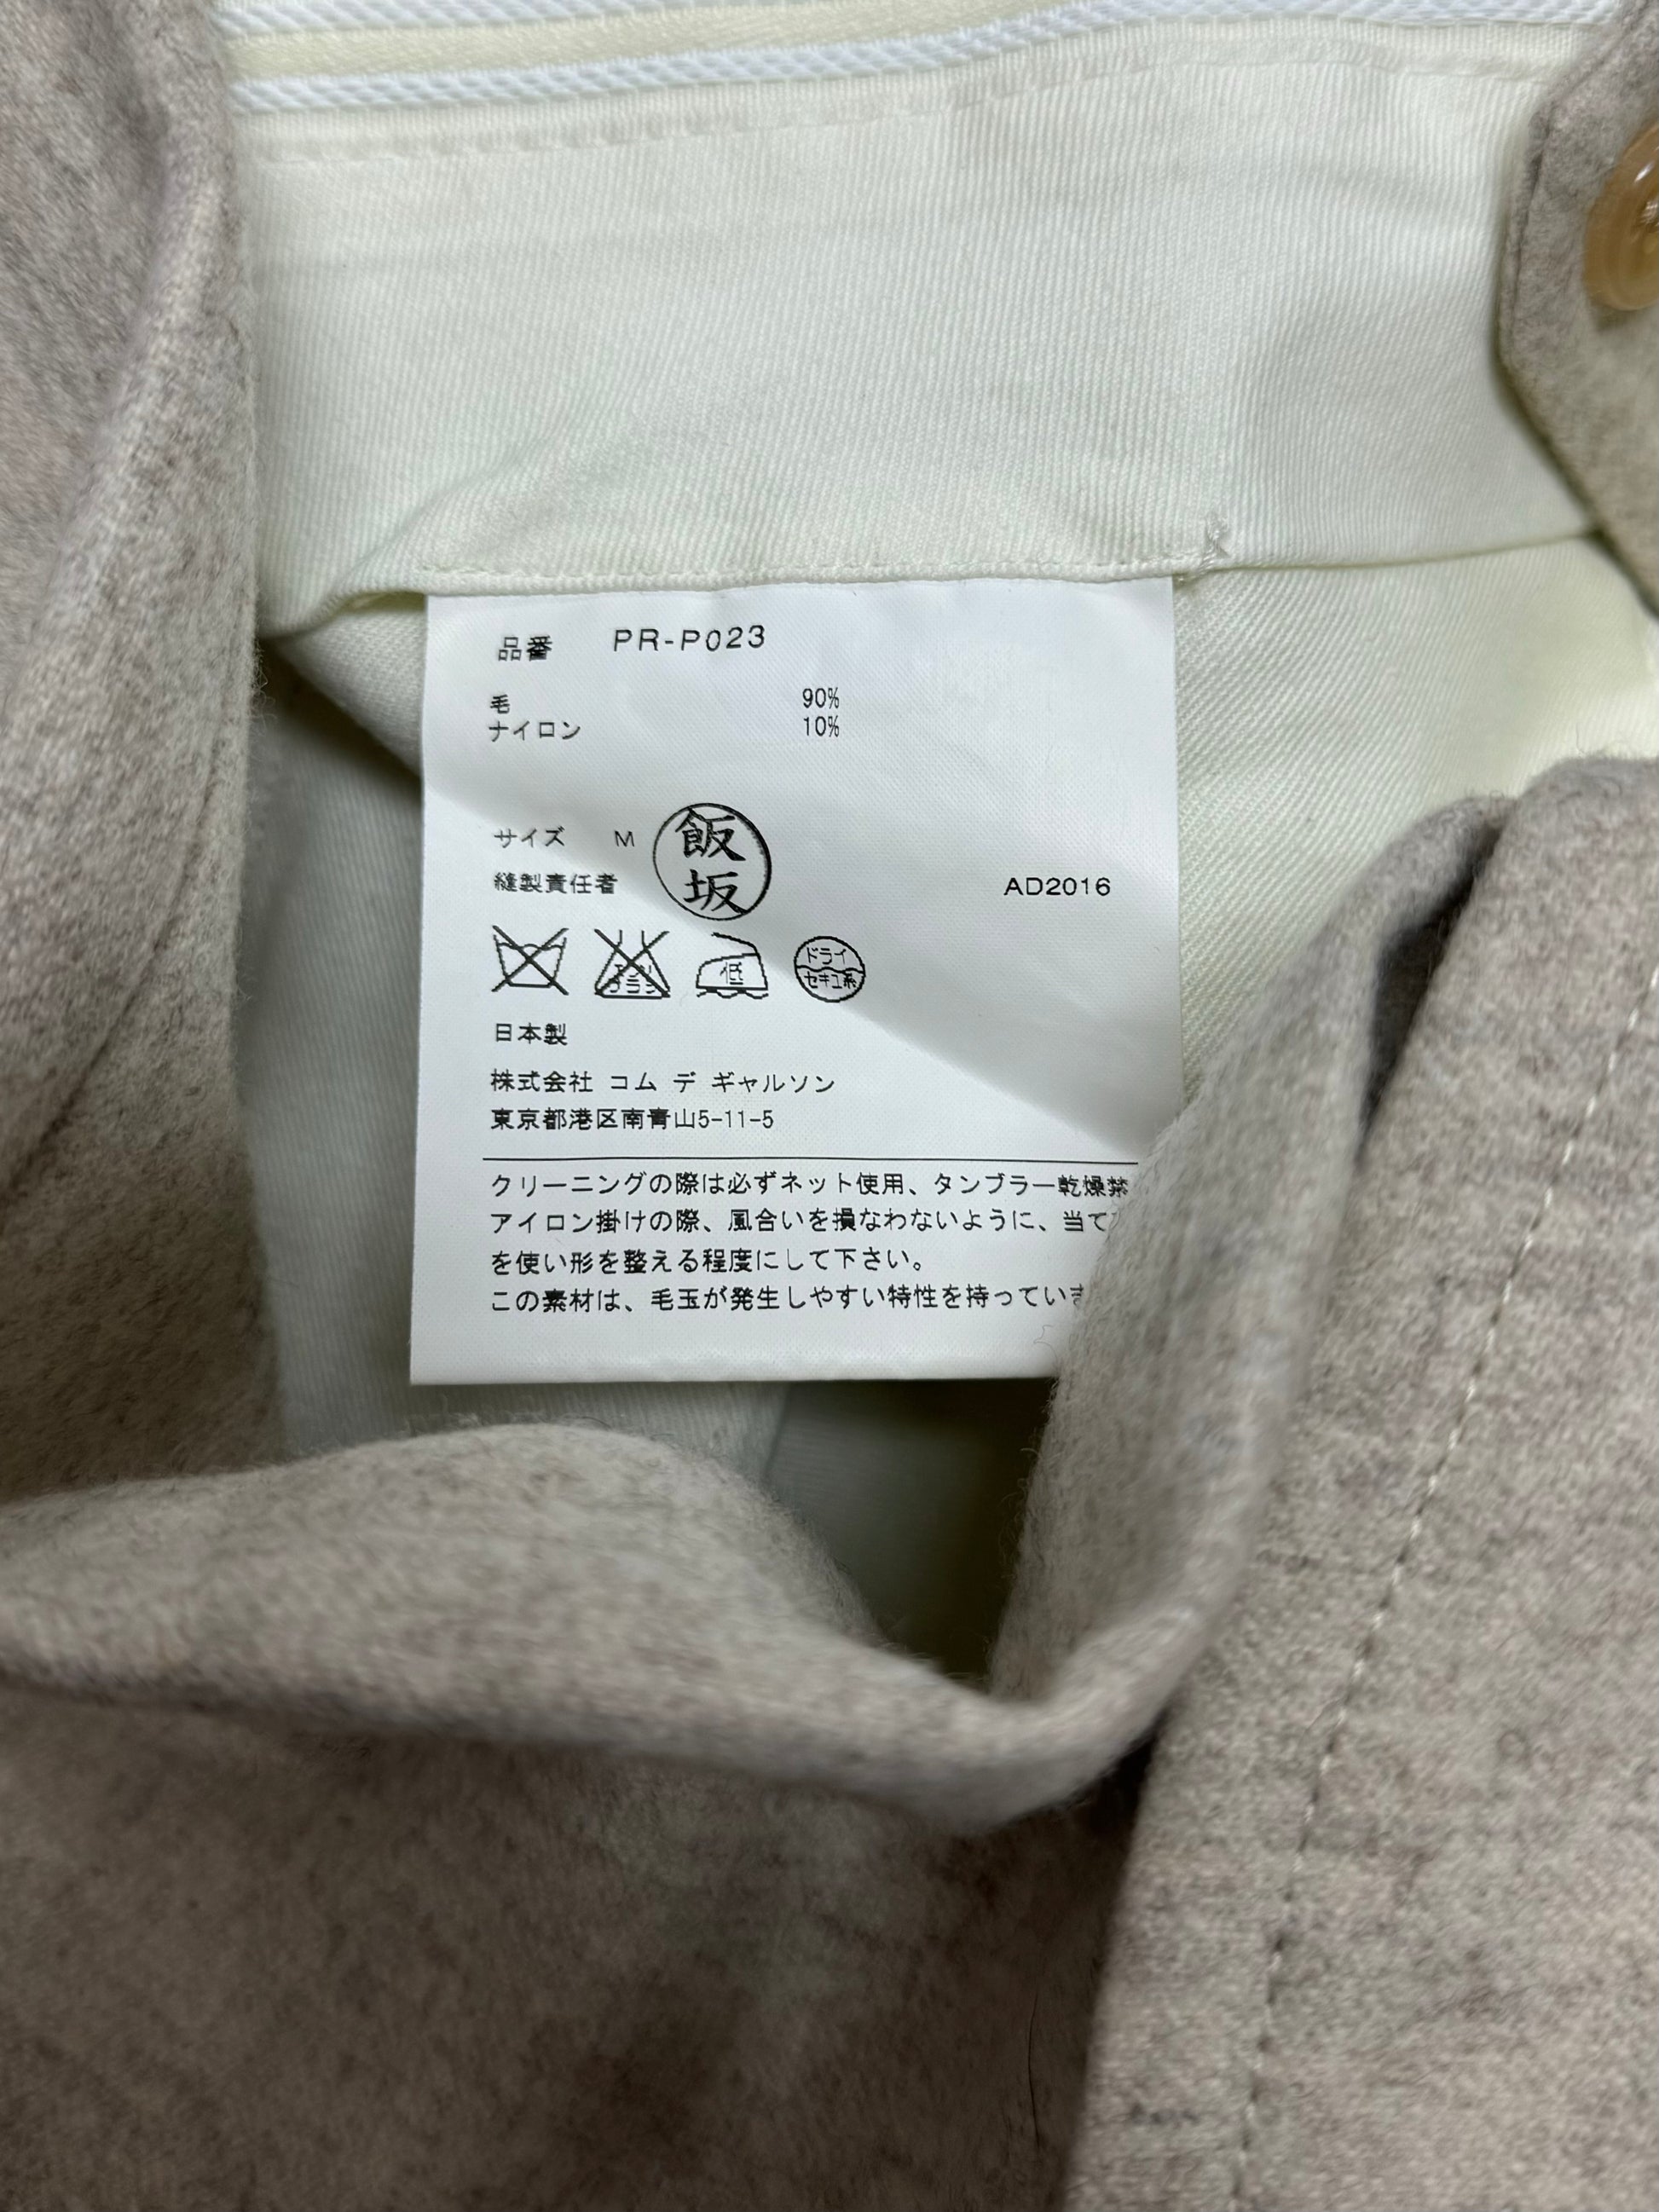 品番 PR-P023
毛 90%
ナイロン 10%
サイズ M
飯坂
縫製責任者
AD2016
低
ドライ
セキユ系
日本製
株式会社 コム デ ギャルソン
東京都港区南青山5-11-5
クリーニングの際は必ずネット使用、タンブラー乾燥禁
アイロン掛けの際、風合いを損なわないように、当て
を使い形を整える程度にして下さい。
この素材は、毛玉が発生しやすい特性を持ってい